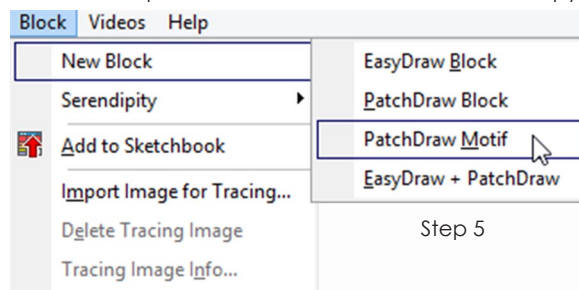 Block Videos Help
New Block
Serendipity
Add to Sketchbook
Import Image for Tracing...
Delete Tracing Image
Tracing Image Info...
EasyDraw Block
PatchDraw Block
PatchDraw Motif
EasyDraw + PatchDraw
Step 5